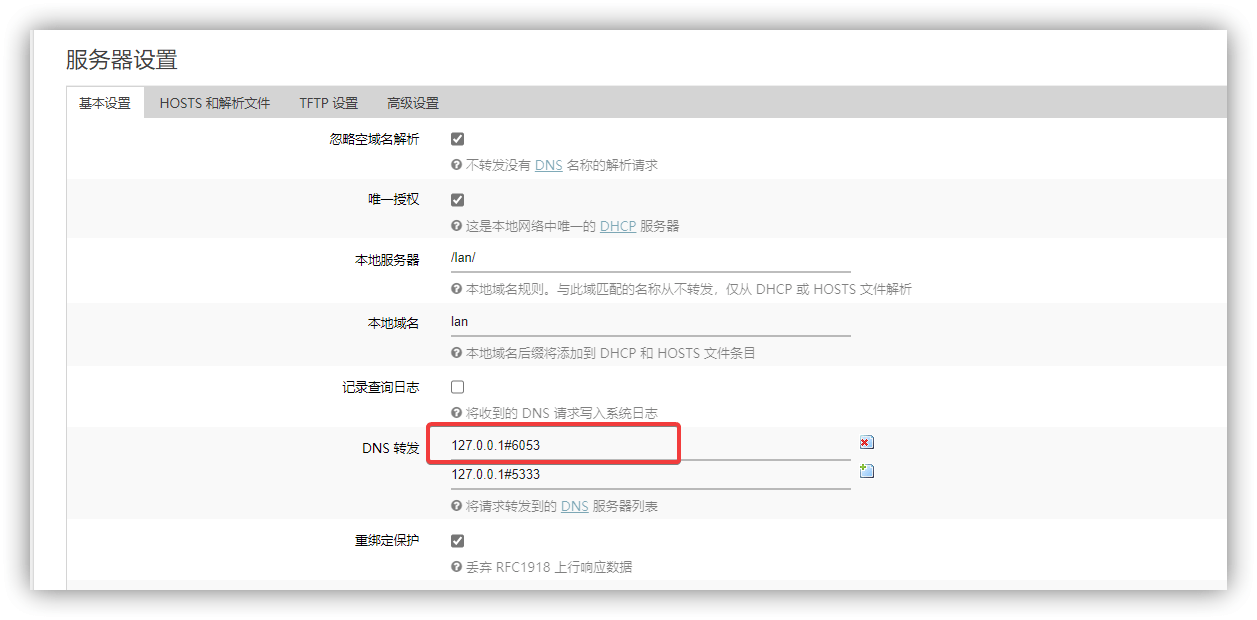 服务器设置
基本设置 HOSTS 和解析文件 TFTP 设置 高级设置
忽略空域名解析
不转发没有 DNS 名称的解析请求
唯一授权
这是本地网络中唯一的 DHCP 服务器
本地服务器 /lan/
本地域名规则。与此域匹配的名称从不转发，仅从 DHCP 或 HOSTS 文件解析
本地域名 lan
本地域名后缀将添加到 DHCP 和 HOSTS 文件条目
记录查询日志
将收到的 DNS 请求写入系统日志
DNS 转发 127.0.0.1#6053
127.0.0.1#5333
将请求转发到的 DNS 服务器列表
重绑定保护
丢弃 RFC1918 上行响应数据